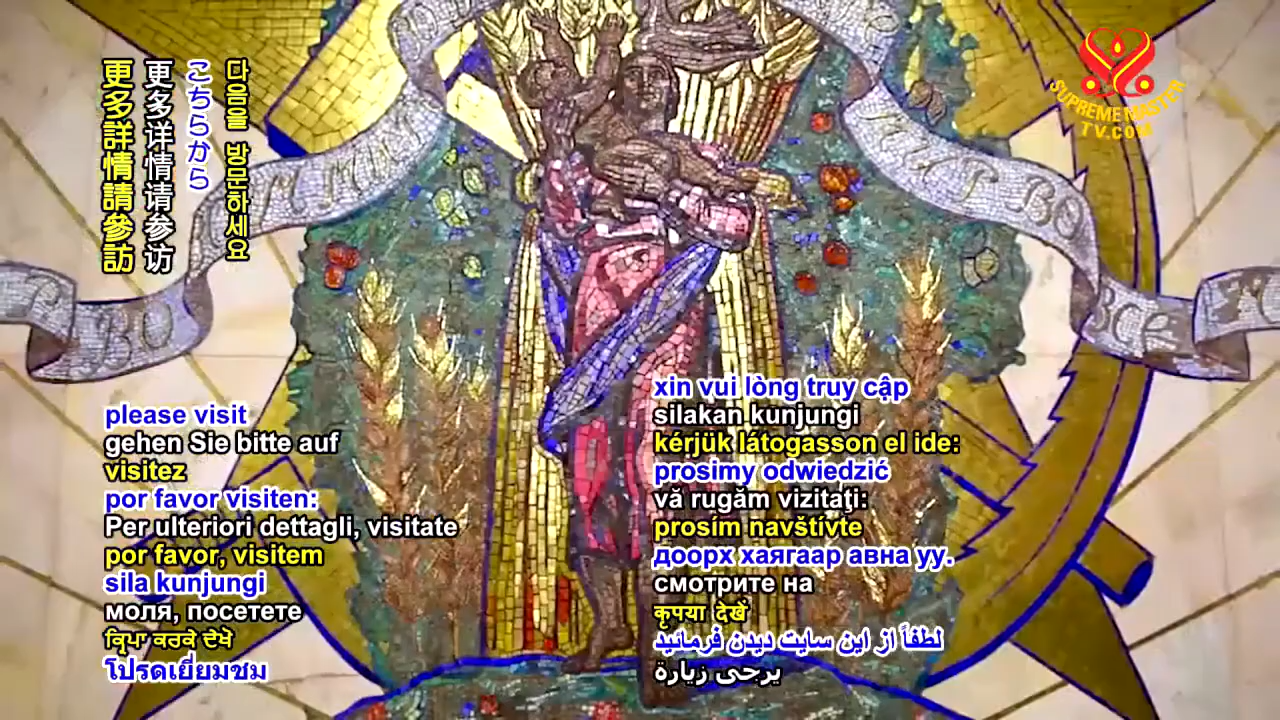 更多詳情請參訪
更多详情请参访
こちらから
다음을 방문하세요
SUPREME MASTER
TV.COM
please visit
gehen Sie bitte auf
visitez
por favor visiten:
Per ulteriori dettagli, visitate
por favor, visitem
sila kunjungi
моля, посетете
ਕ੍ਰਿਪਾ ਕਰਕੇ ਦੇਖੋ
โปรดเยี่ยมชม
xin vui lòng truy cập
silakan kunjungi
kérjük látogasson el ide:
prosimy odwiedzić
vă rugăm vizitaţi:
prosím navštívte
доорх хаягаар авна уу.
смотрите на
कृपया देखें
لطفاً از این سایت دیدن فرمائید
يرجى زيارة
ВО
ВСЕ